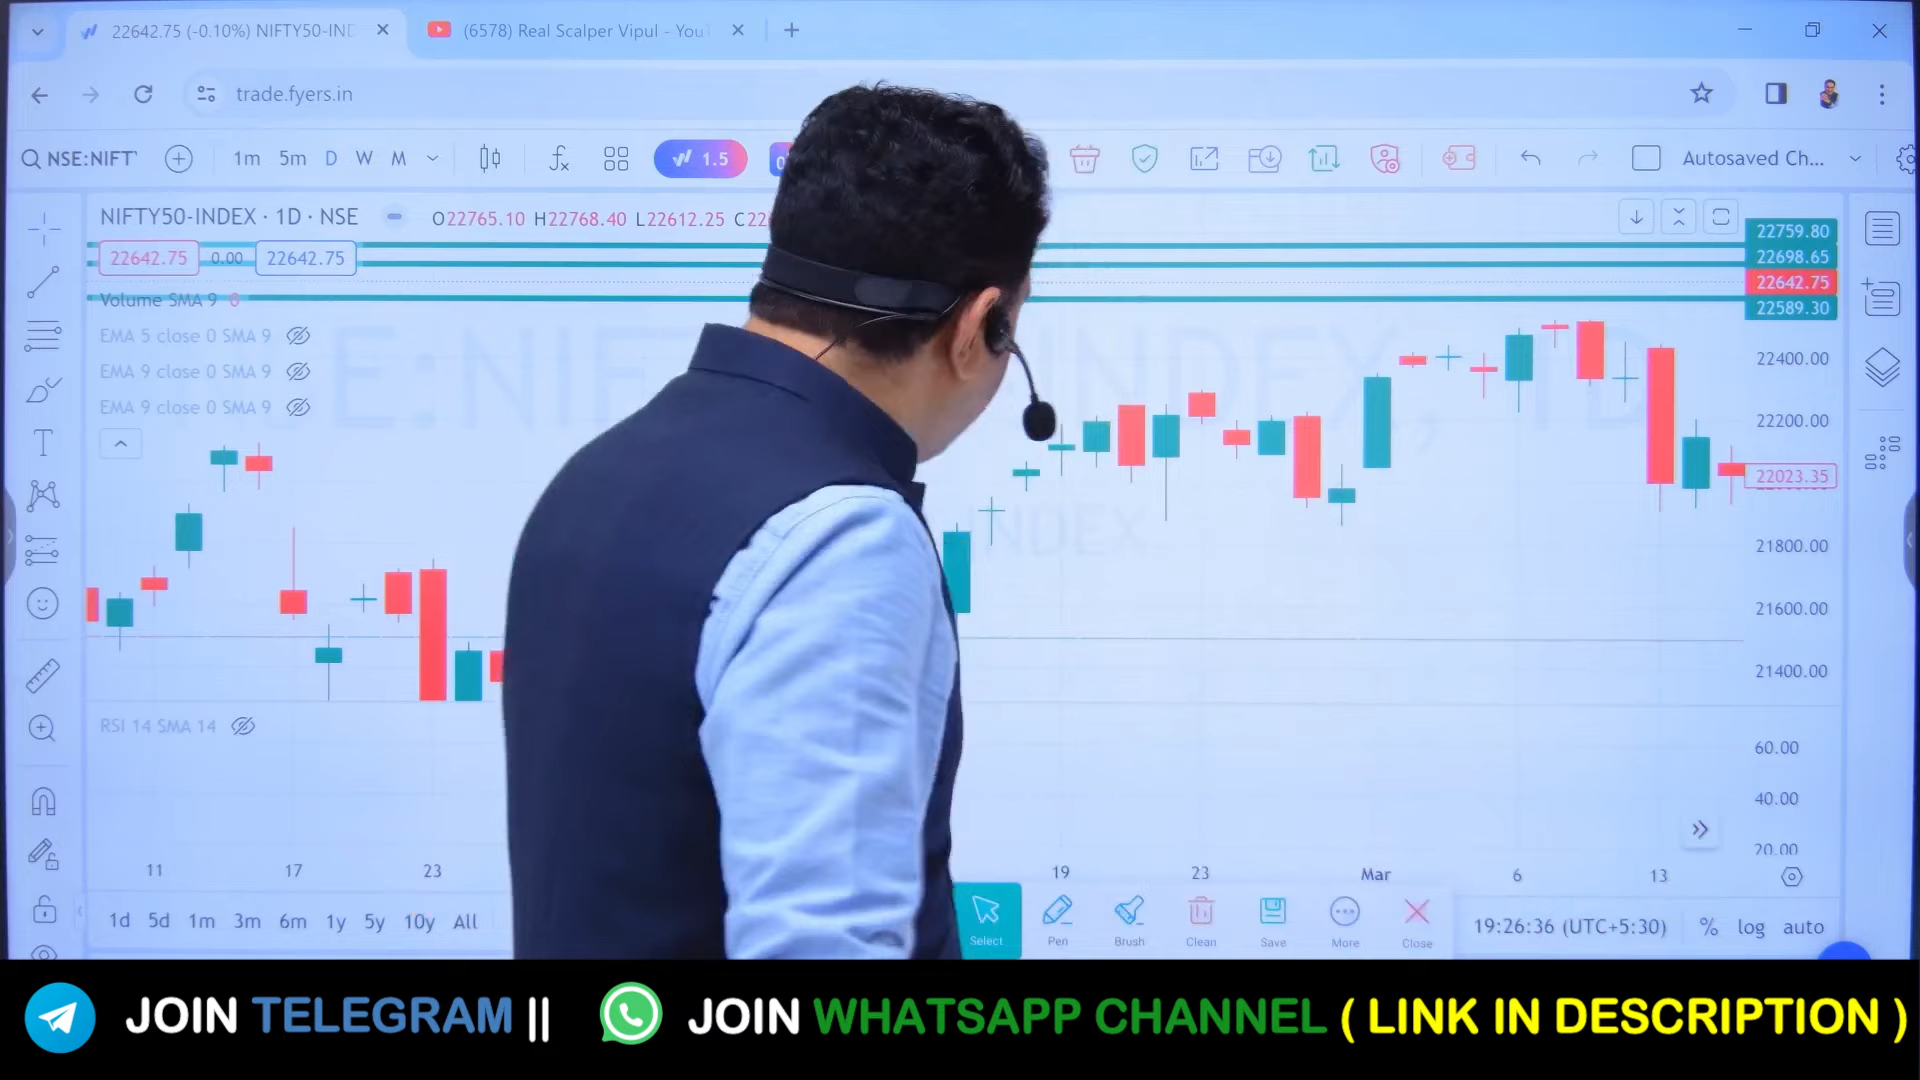 22642.75 (-0.10%) NIFTY50-IND
(6578) Real Scalper Vipul - You
trade.fyers.in
NSE:NIFT
1m 5m D W M
1.5
Autosaved Ch...
NIFTY50-INDEX · 1D · NSE
O22765.10 H22768.40 L22612.25 C22
22642.75 0.00 22642.75
Volume SMA 9 0
EMA 5 close 0 SMA 9
EMA 9 close 0 SMA 9
EMA 9 close 0 SMA 9
22759.80
22698.65
22642.75
22589.30
22400.00
22200.00
22023.35
21800.00
21600.00
21400.00
RSI 14 SMA 14
60.00
40.00
20.00
11 17 23 19 23 Mar 6 13
1d 5d 1m 3m 6m 1y 5y 10y All
Select Pen Brush Clean Save More Close
19:26:36 (UTC+5:30) % log auto
JOIN TELEGRAM || JOIN WHATSAPP CHANNEL ( LINK IN DESCRIPTION )